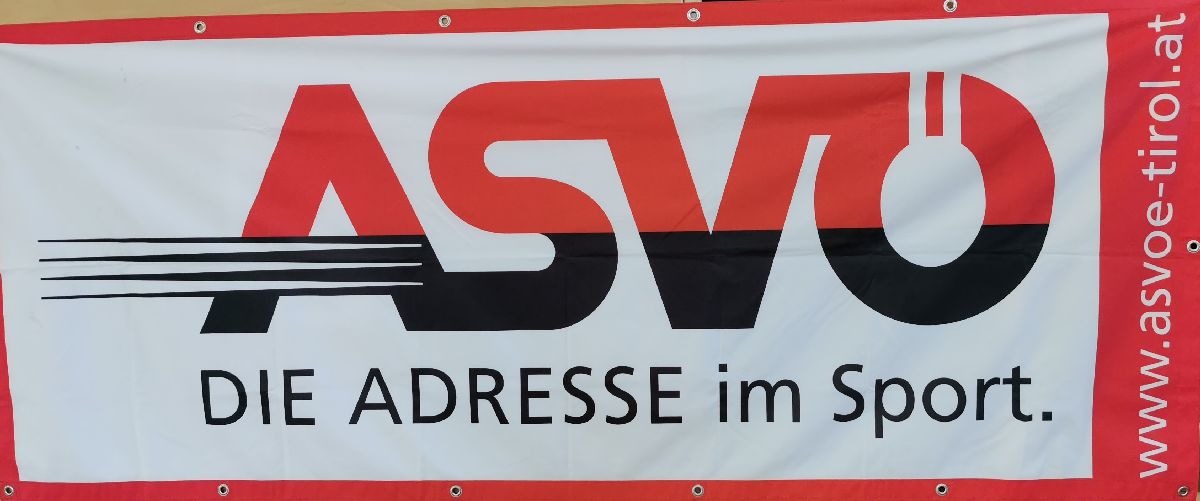 ASVÖ
DIE ADRESSE im Sport.
www.asvoe-tirol.at